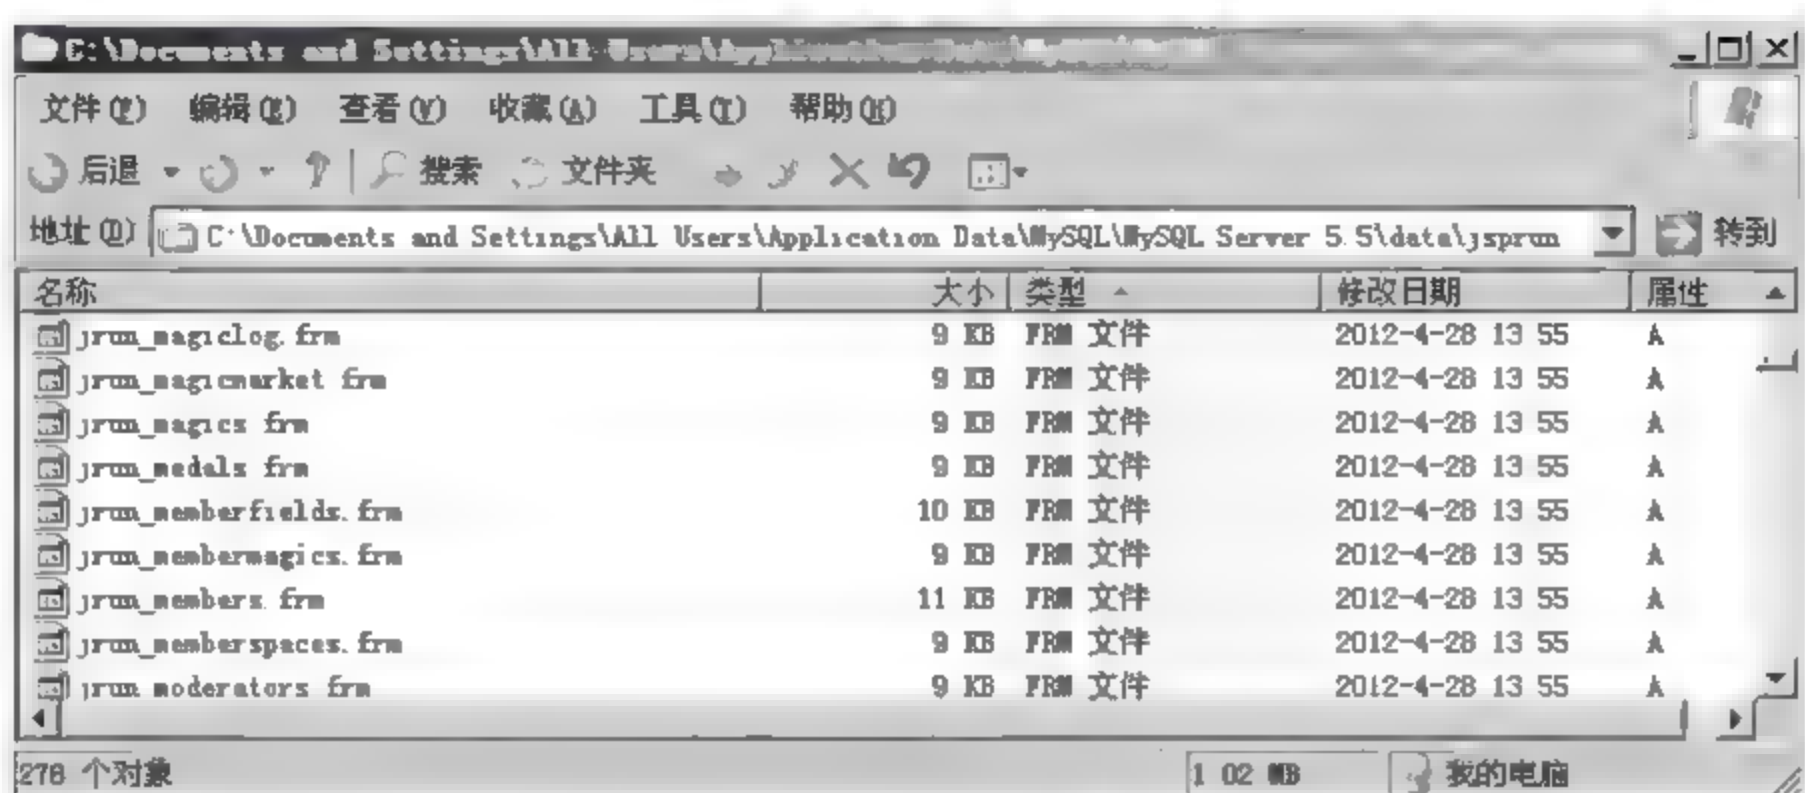 C:\Documents and Settings\All Users\
文件(F) 编辑(E) 查看(V) 收藏(A) 工具(T) 帮助(H)
后退 搜索 文件夹
地址(D) C:\Documents and Settings\All Users\Application Data\MySQL\MySQL Server 5.5\data\jsprun 转到
名称 大小 类型 修改日期 属性
jrun_magiclog.frm 9 KB FRM 文件 2012-4-28 13:55 A
jrun_magicmarket.frm 9 KB FRM 文件 2012-4-28 13:55 A
jrun_magics.frm 9 KB FRM 文件 2012-4-28 13:55 A
jrun_medals.frm 9 KB FRM 文件 2012-4-28 13:55 A
jrun_memberfields.frm 10 KB FRM 文件 2012-4-28 13:55 A
jrun_membermagics.frm 9 KB FRM 文件 2012-4-28 13:55 A
jrun_members.frm 11 KB FRM 文件 2012-4-28 13:55 A
jrun_memberspaces.frm 9 KB FRM 文件 2012-4-28 13:55 A
jrun_moderators.frm 9 KB FRM 文件 2012-4-28 13:55 A
278 个对象 1.02 MB 我的电脑